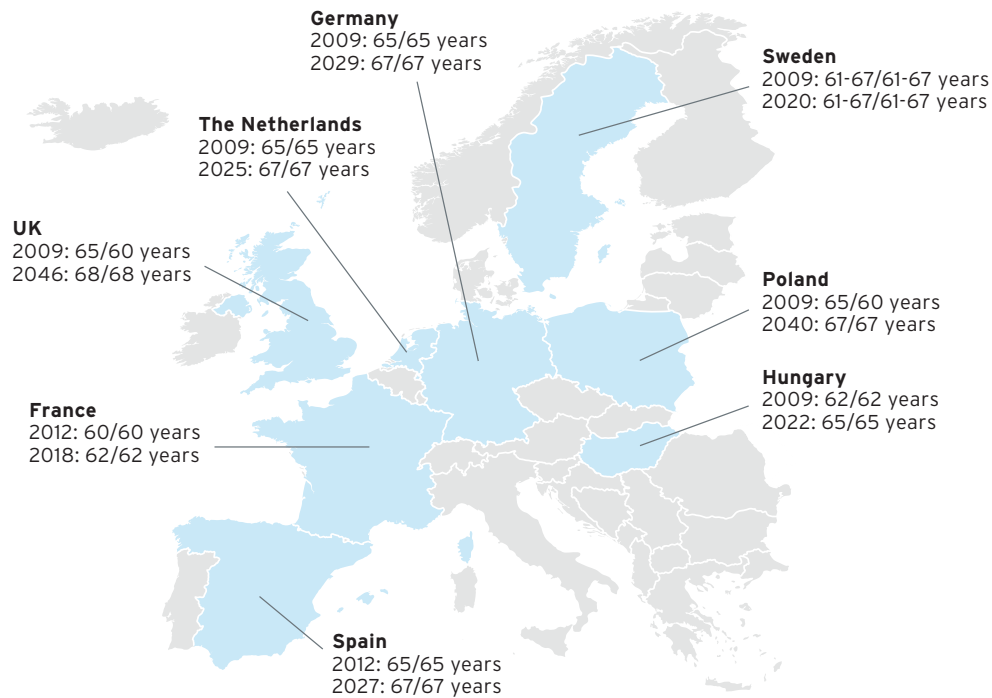 Germany
2009: 65/65 years
2029: 67/67 years
Sweden
2009: 61-67/61-67 years
2020: 61-67/61-67 years
The Netherlands
2009: 65/65 years
2025: 67/67 years
UK
2009: 65/60 years
2046: 68/68 years
Poland
2009: 65/60 years
2040: 67/67 years
Hungary
2009: 62/62 years
2022: 65/65 years
France
2012: 60/60 years
2018: 62/62 years
Spain
2012: 65/65 years
2027: 67/67 years